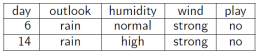 day outlook humidity wind play
6 rain normal strong no
14 rain high strong no